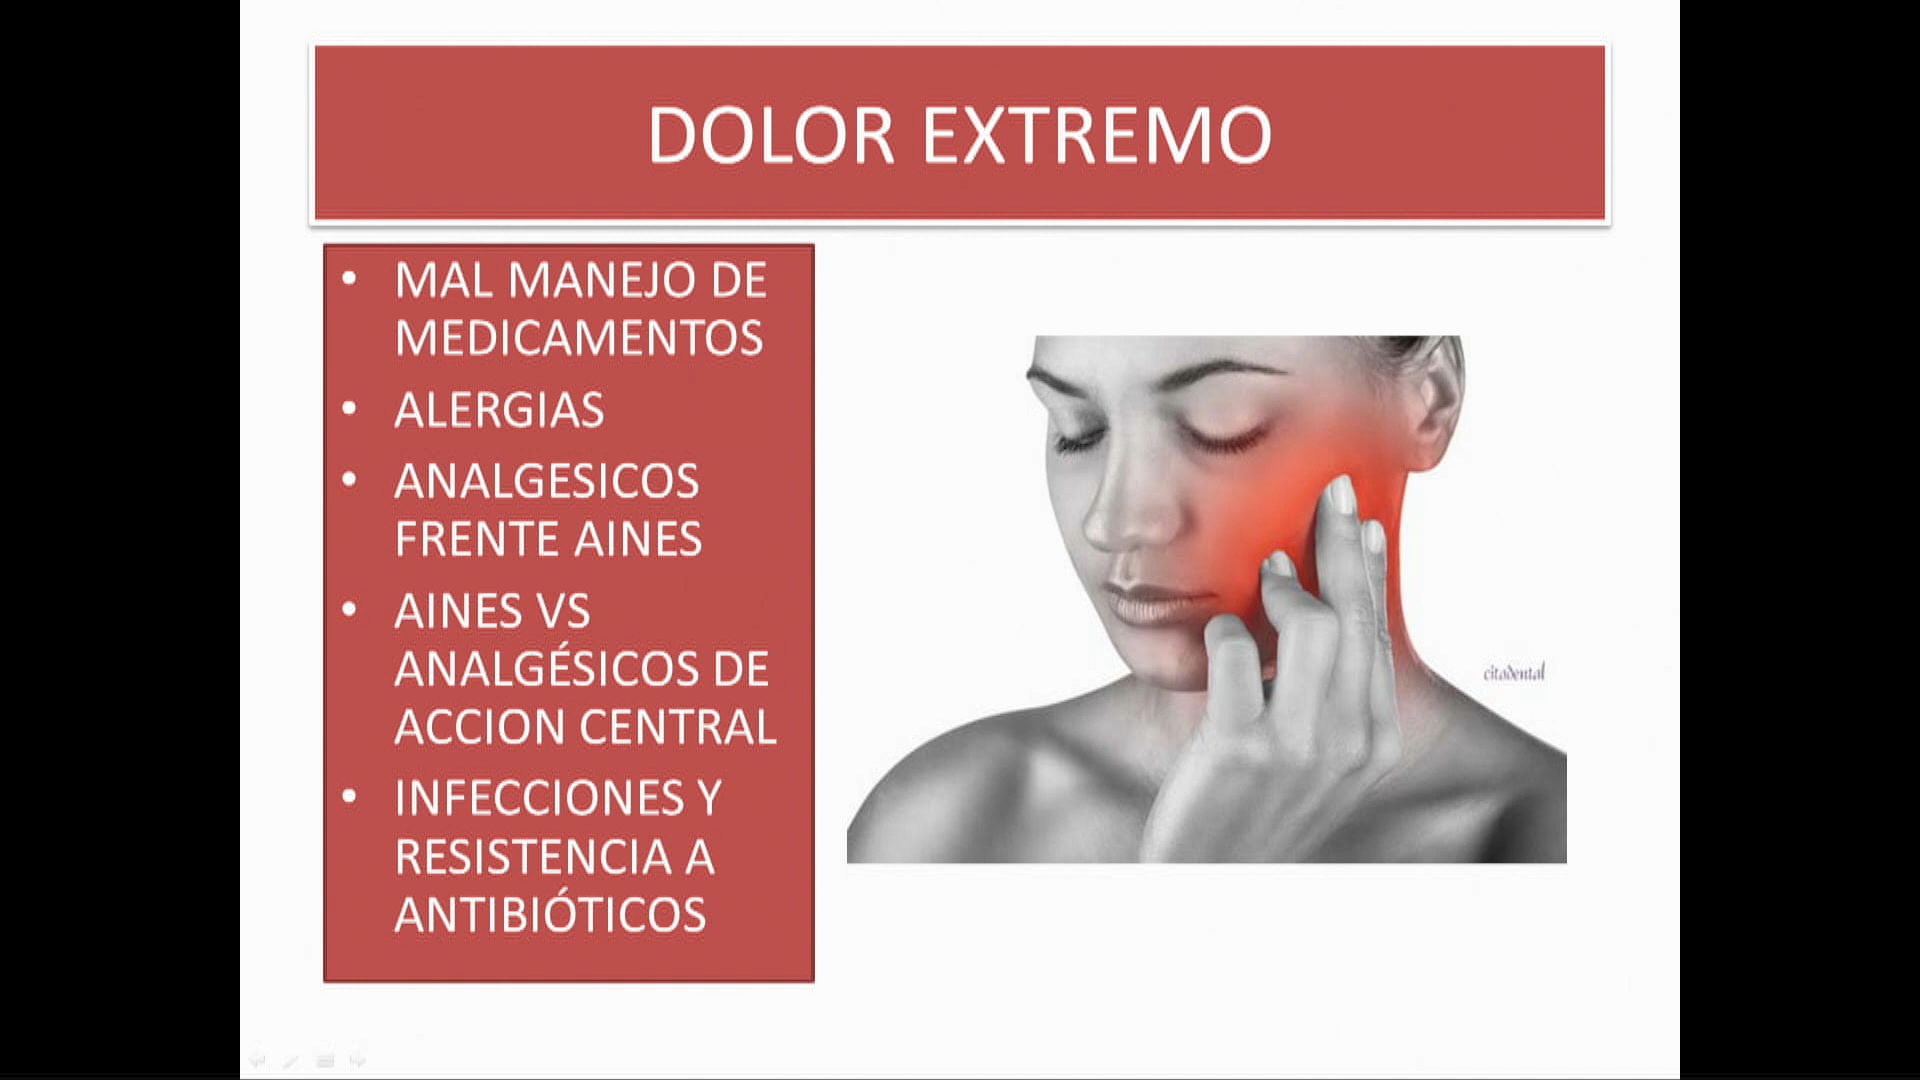 DOLOR EXTREMO
• MAL MANEJO DE
MEDICAMENTOS
• ALERGIAS
• ANALGESICOS
FRENTE AINES
• AINES VS
ANALGÉSICOS DE
ACCION CENTRAL
• INFECCIONES Y
RESISTENCIA A
ANTIBIÓTICOS
citadental